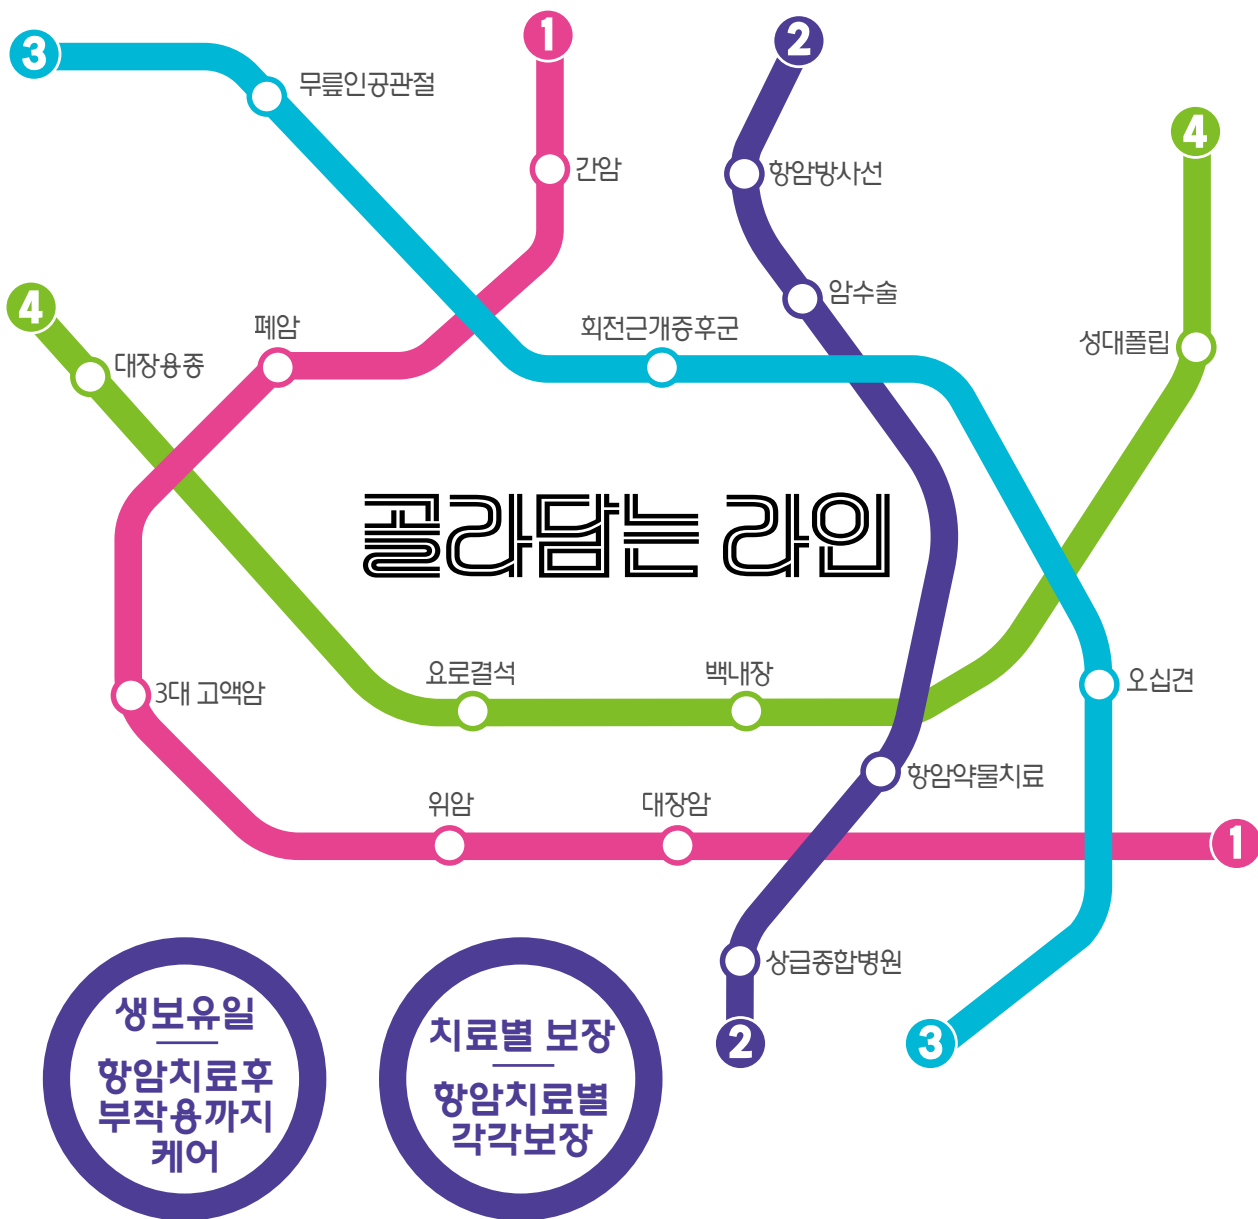 3
1
2
무릎인공관절
4
간암
항암방사선
암수술
4
폐암
회전근개증후군
성대폴립
대장용종
골라담는 라인
요로결석
백내장
오십견
3대 고액암
항암약물치료
위암
대장암
1
상급종합병원
2
3
생보유일
항암치료후
부작용까지
케어
치료별 보장
항암치료별
각각보장